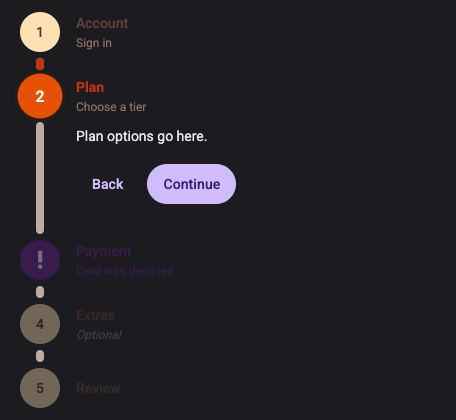 1
Account
Sign in
2
Plan
Choose a tier
Plan options go here.
Back Continue
!
Payment
Card was declined
4
Extras
Optional
5
Review